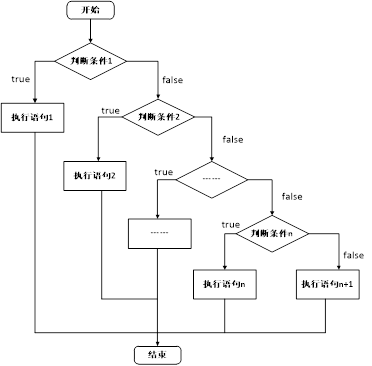 开始
判断条件1
true
false
执行语句1
判断条件2
true
false
执行语句2
------
true
false
------
判断条件n
true
false
执行语句n
执行语句n+1
结束